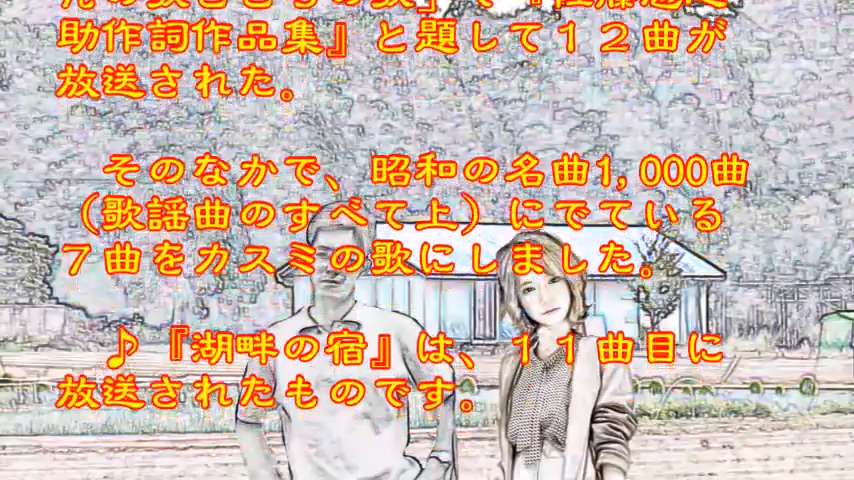 助作詞作品集』と題して１２曲が
放送された。
そのなかで、昭和の名曲1,000曲
（歌謡曲のすべて上）にでている
７曲をカスミの歌にしました。
♪『湖畔の宿』は、１１曲目に
放送されたものです。